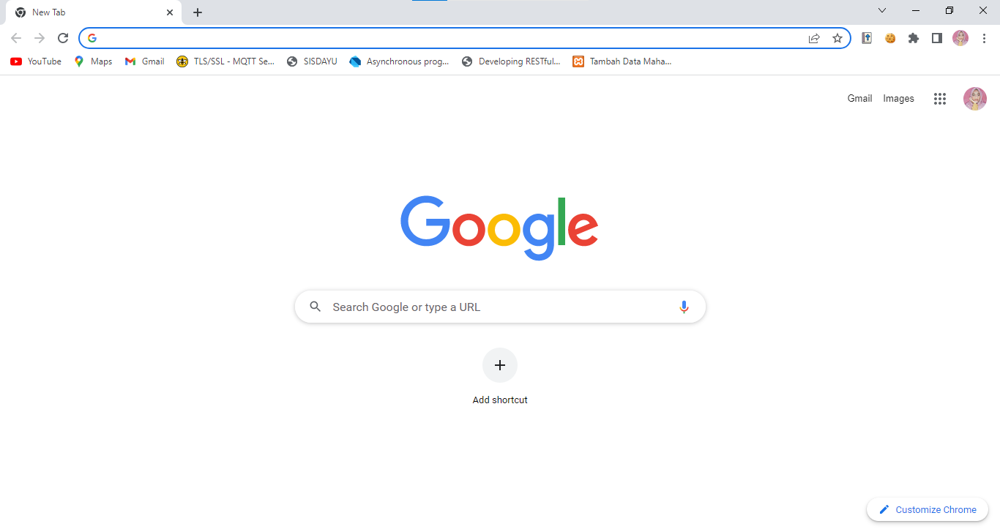 New Tab
YouTube Maps Gmail TLS/SSL - MQTT Se... SISDAYU Asynchronous prog... Developing RESTful... Tambah Data Maha...
Gmail Images
Google
Search Google or type a URL
Add shortcut
Customize Chrome